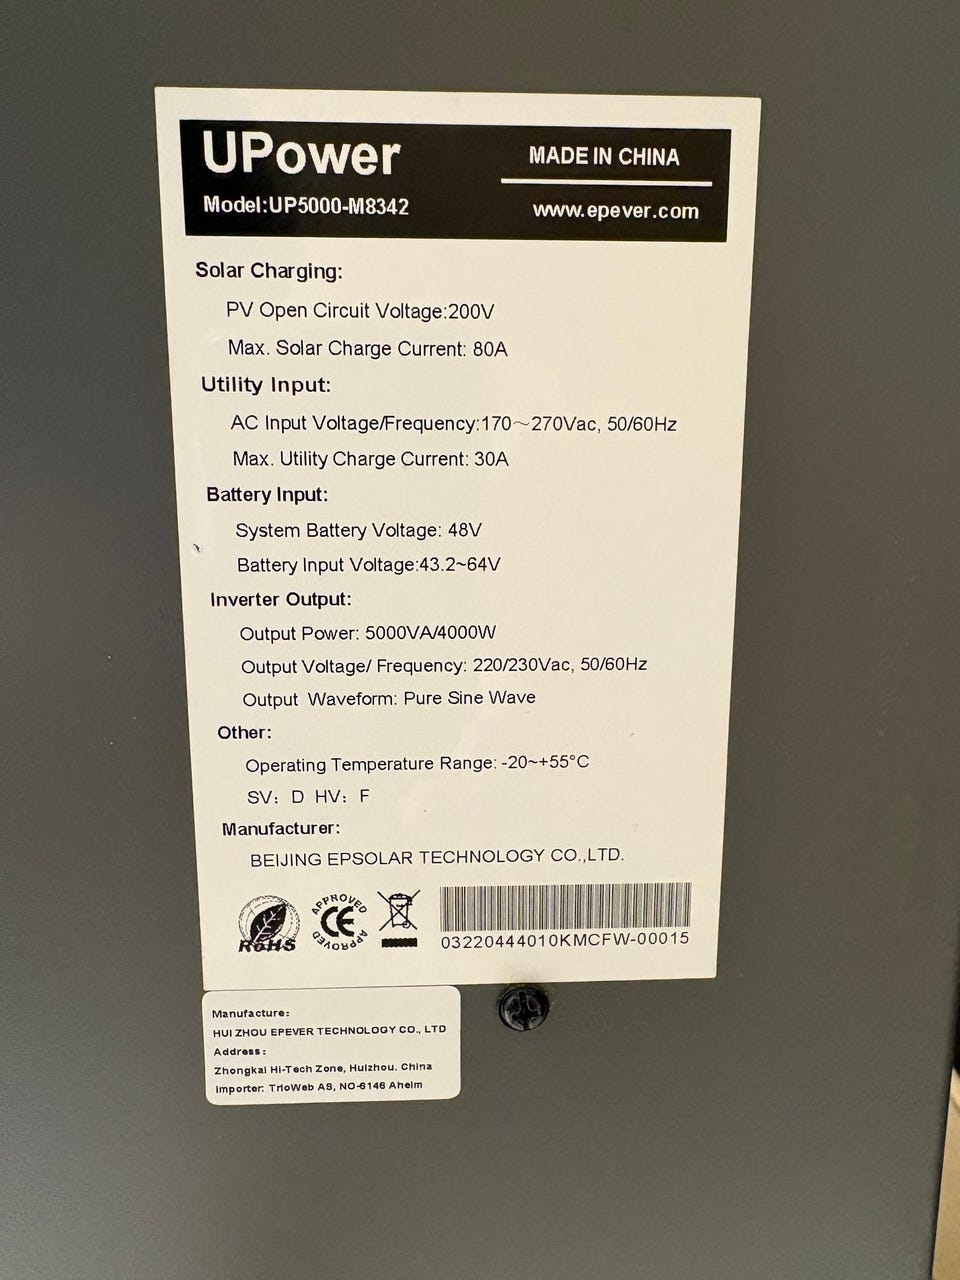 UPower
MADE IN CHINA
Model:UP5000-M8342
www.epever.com
Solar Charging:
PV Open Circuit Voltage:200V
Max. Solar Charge Current: 80A
Utility Input:
AC Input Voltage/Frequency:170~270Vac, 50/60Hz
Max. Utility Charge Current: 30A
Battery Input:
System Battery Voltage: 48V
Battery Input Voltage:43.2~64V
Inverter Output:
Output Power: 5000VA/4000W
Output Voltage/ Frequency: 220/230Vac, 50/60Hz
Output Waveform: Pure Sine Wave
Other:
Operating Temperature Range: -20~+55°C
SV: D HV: F
Manufacturer:
BEIJING EPSOLAR TECHNOLOGY CO.,LTD.
RoHS
APPROVED
CE
APPROVED
03220444010KMCFW-00015
Manufacture:
HUI ZHOU EPEVER TECHNOLOGY CO., LTD
Address:
Zhongkai Hi-Tech Zone, Huizhou. China
Importer: TrioWeb AS, NO-6146 Aheim